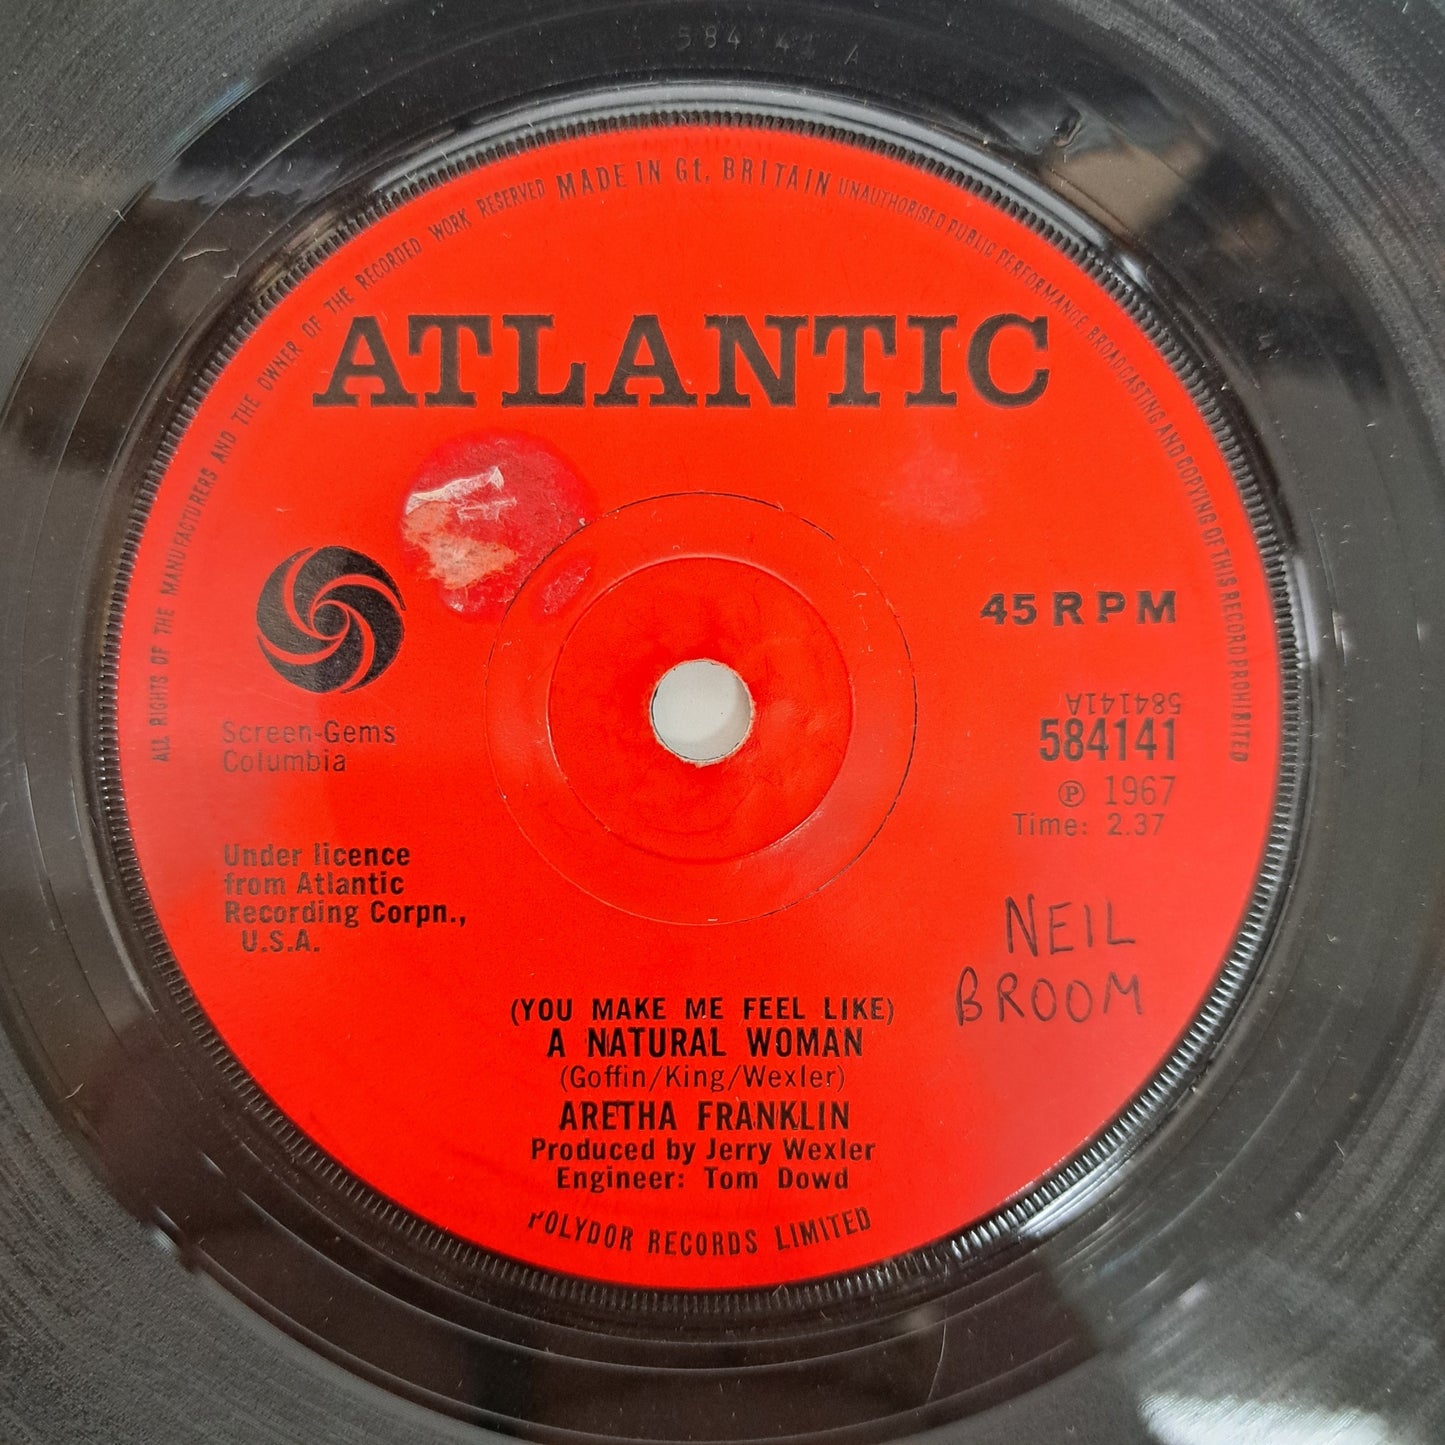 584141 A
ALL RIGHTS OF THE MANUFACTURERS AND THE OWNER OF THE RECORDED WORK RESERVED MADE IN Gt. BRITAIN UNAUTHORISED PUBLIC PERFORMANCE BROADCASTING AND COPYING OF THIS RECORD PROHIBITED
ATLANTIC
45 RPM
584141A
584141
℗ 1967
Time: 2.37
Screen-Gems
Columbia
Under licence
from Atlantic
Recording Corpn.,
U.S.A.
NEIL
BROOM
(YOU MAKE ME FEEL LIKE)
A NATURAL WOMAN
(Goffin/King/Wexler)
ARETHA FRANKLIN
Produced by Jerry Wexler
Engineer: Tom Dowd
POLYDOR RECORDS LIMITED